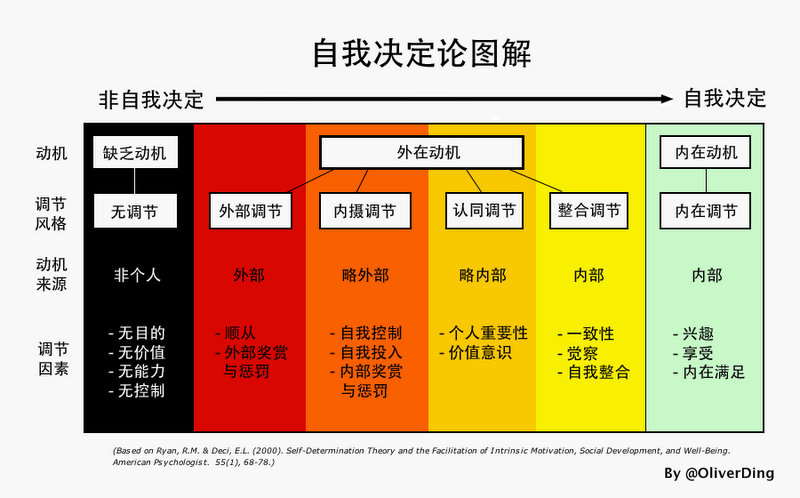 自我决定论图解
非自我决定
自我决定
动机
缺乏动机
外在动机
内在动机
调节
风格
无调节
外部调节
内摄调节
认同调节
整合调节
内在调节
动机
来源
非个人
外部
略外部
略内部
内部
内部
调节
因素
- 无目的
- 无价值
- 无能力
- 无控制
- 顺从
- 外部奖赏
与惩罚
- 自我控制
- 自我投入
- 内部奖赏
与惩罚
- 个人重要性
- 价值意识
- 一致性
- 觉察
- 自我整合
- 兴趣
- 享受
- 内在满足
(Based on Ryan, R.M. & Deci, E.L. (2000). Self-Determination Theory and the Facilitation of Intrinsic Motivation, Social Development, and Well-Being.
American Psychologist. 55(1), 68-78.)
By @OliverDing